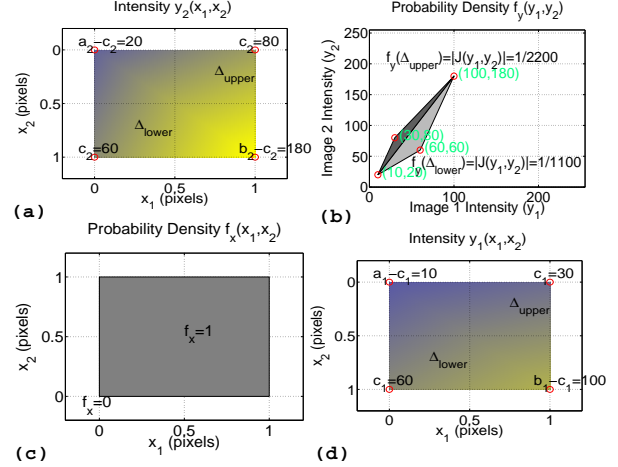 Intensity y₂(x₁,x₂)
a₂−c₂=20
c₂=80
Δupper
Δlower
c₂=60
b₂−c₂=180
0
0.5
1
x₂ (pixels)
0
0,5
1
x₁ (pixels)
(a)
Probability Density fᵧ(y₁,y₂)
fᵧ(Δupper)=|J(y₁,y₂)|=1/2200
(100,180)
(30,80)
(60,60)
fᵧ(Δlower)=|J(y₁,y₂)|=1/1100
(10,20)
250
200
150
100
50
0
Image 2 Intensity (y₂)
0
100
200
Image 1 Intensity (y₁)
(b)
Probability Density fₓ(x₁,x₂)
1
0.5
0
x₂ (pixels)
fₓ=1
fₓ=0
0
0.5
1
x₁ (pixels)
(c)
Intensity y₁(x₁,x₂)
a₁−c₁=10
c₁=30
Δupper
Δlower
c₁=60
b₁−c₁=100
0
0.5
1
x₂ (pixels)
0
0,5
1
x₁ (pixels)
(d)